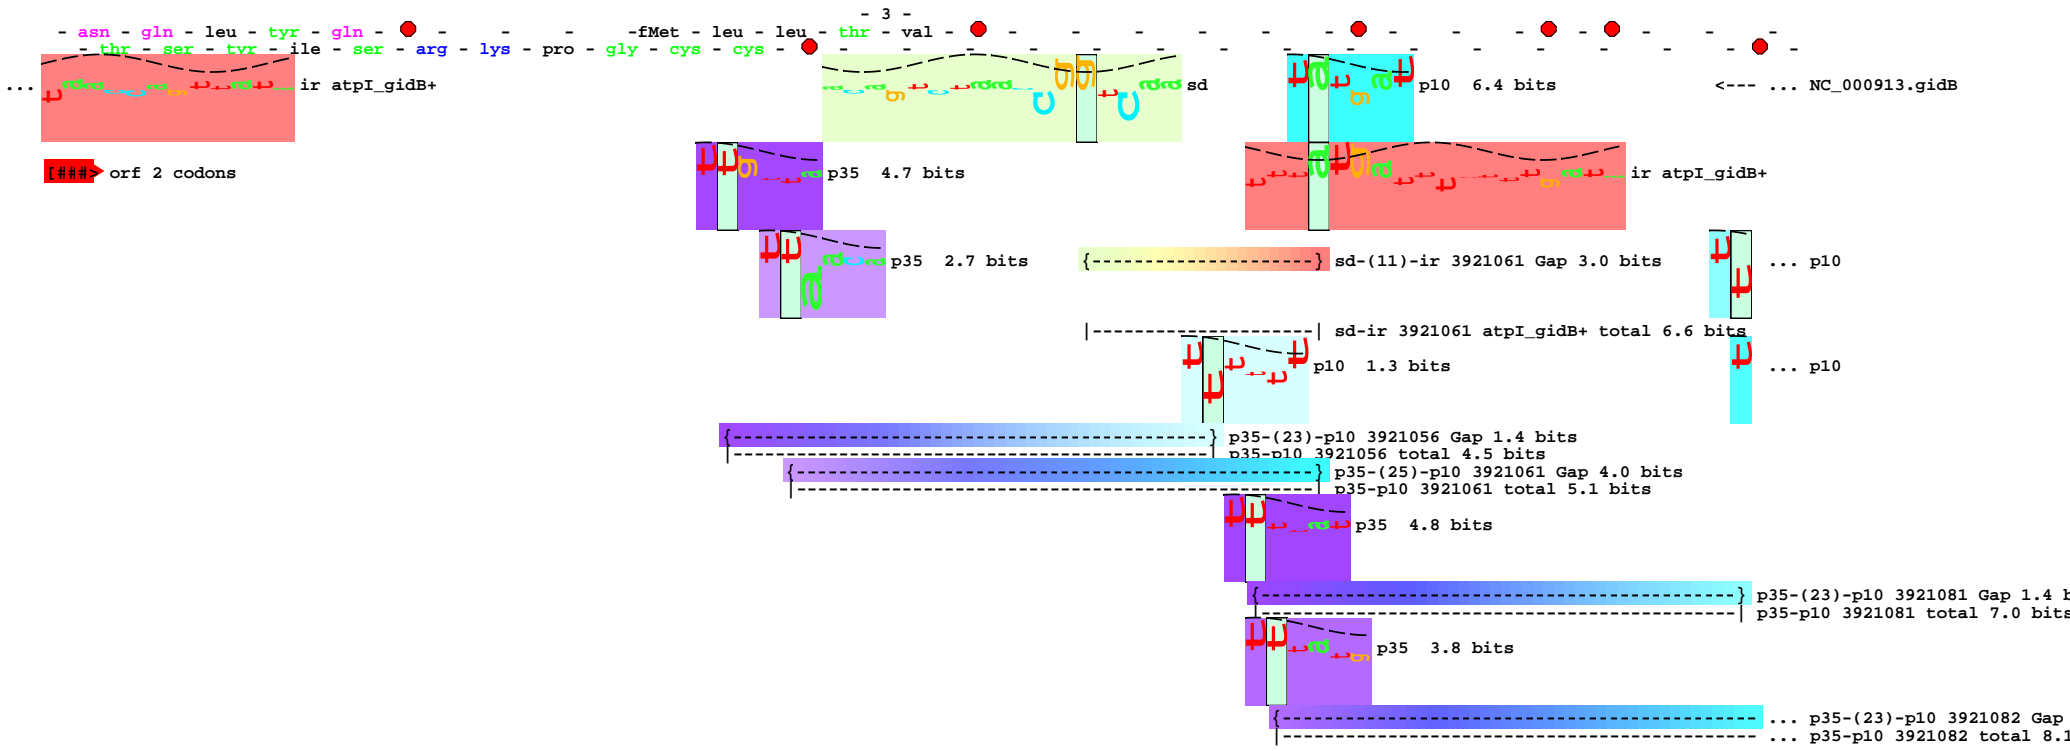 - 3 -
- asn - gln - leu - tyr - gln - - - - -fMet - leu - leu - thr - val - - - - - - - - - - - - -
- thr - ser - tyr - ile - ser - arg - lys - pro - gly - cys - cys - - - - - - - - - - - - - - - -
... ir atpI_gidB+ sd p10 6.4 bits <--- ... NC_000913.gidB
[###> orf 2 codons p35 4.7 bits ir atpI_gidB+
p35 2.7 bits {----------} sd-(11)-ir 3921061 Gap 3.0 bits ... p10
|----------| sd-ir 3921061 atpI_gidB+ total 6.6 bits
p10 1.3 bits ... p10
{----------------------} p35-(23)-p10 3921056 Gap 1.4 bits
|----------------------| p35-p10 3921056 total 4.5 bits
{------------------------} p35-(25)-p10 3921061 Gap 4.0 bits
|------------------------| p35-p10 3921061 total 5.1 bits
p35 4.8 bits
{----------------------} p35-(23)-p10 3921081 Gap 1.4 b
|----------------------| p35-p10 3921081 total 7.0 bits
p35 3.8 bits
{---------------------- ... p35-(23)-p10 3921082 Gap
|---------------------- ... p35-p10 3921082 total 8.1